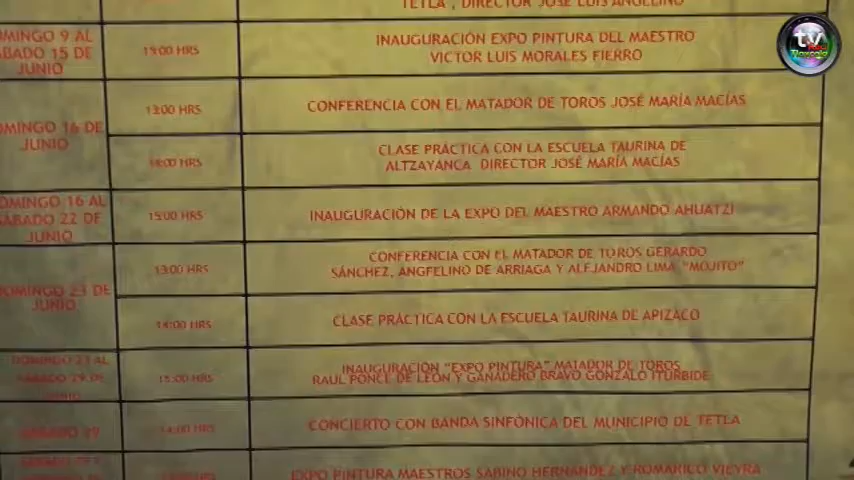 TETLA", DIRECTOR JOSÉ LUIS ANGELINO
DOMINGO 9 AL
SÁBADO 15 DE
JUNIO
15:00 HRS
INAUGURACIÓN EXPO PINTURA DEL MAESTRO
VICTOR LUIS MORALES FIERRO
DOMINGO 16 DE
JUNIO
13:00 HRS
CONFERENCIA CON EL MATADOR DE TOROS JOSÉ MARÍA MACÍAS
14:00 HRS
CLASE PRÁCTICA CON LA ESCUELA TAURINA DE
ALTZAYANCA DIRECTOR JOSÉ MARÍA MACÍAS
DOMINGO 16 AL
SÁBADO 22 DE
JUNIO
15:00 HRS
INAUGURACIÓN DE LA EXPO DEL MAESTRO ARMANDO AHUATZI
DOMINGO 23 DE
JUNIO
13:00 HRS
CONFERENCIA CON EL MATADOR DE TOROS GERARDO
SÁNCHEZ, ANGFELINO DE ARRIAGA Y ALEJANDRO LIMA "MOJITO"
14:00 HRS
CLASE PRÁCTICA CON LA ESCUELA TAURINA DE APIZACO
DOMINGO 23 AL
SÁBADO 29 DE
JUNIO
15:00 HRS
INAUGURACIÓN "EXPO PINTURA" MATADOR DE TOROS
RAUL PONCE DE LEÓN Y GANADERO BRAVO GONZALO ITURBIDE
SÁBADO 29
14:00 HRS
CONCIERTO CON BANDA SINFÓNICA DEL MUNICIPIO DE TETLA
EXPO PINTURA MAESTROS SABINO HERNÁNDEZ Y ROMARICO VIEYRA
tv